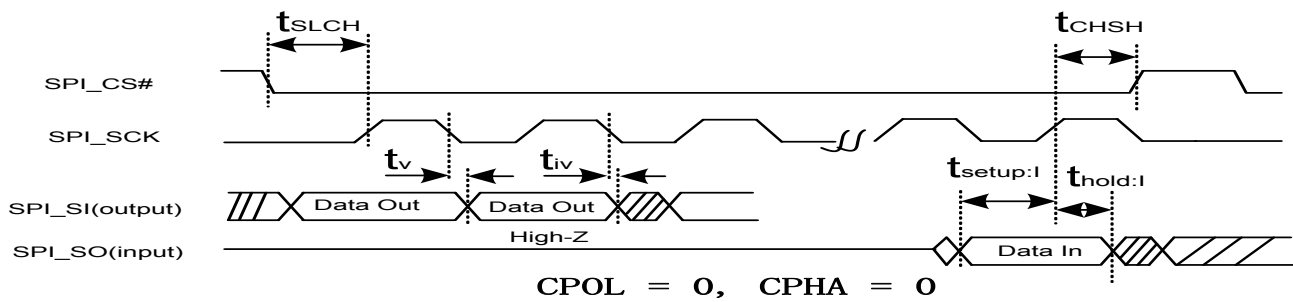 tSLCH
tCHSH
SPI_CS#
SPI_SCK
tv
tiv
tsetup:I
thold:I
SPI_SI(output)
Data Out
Data Out
High-Z
SPI_SO(input)
Data In
CPOL = 0, CPHA = 0